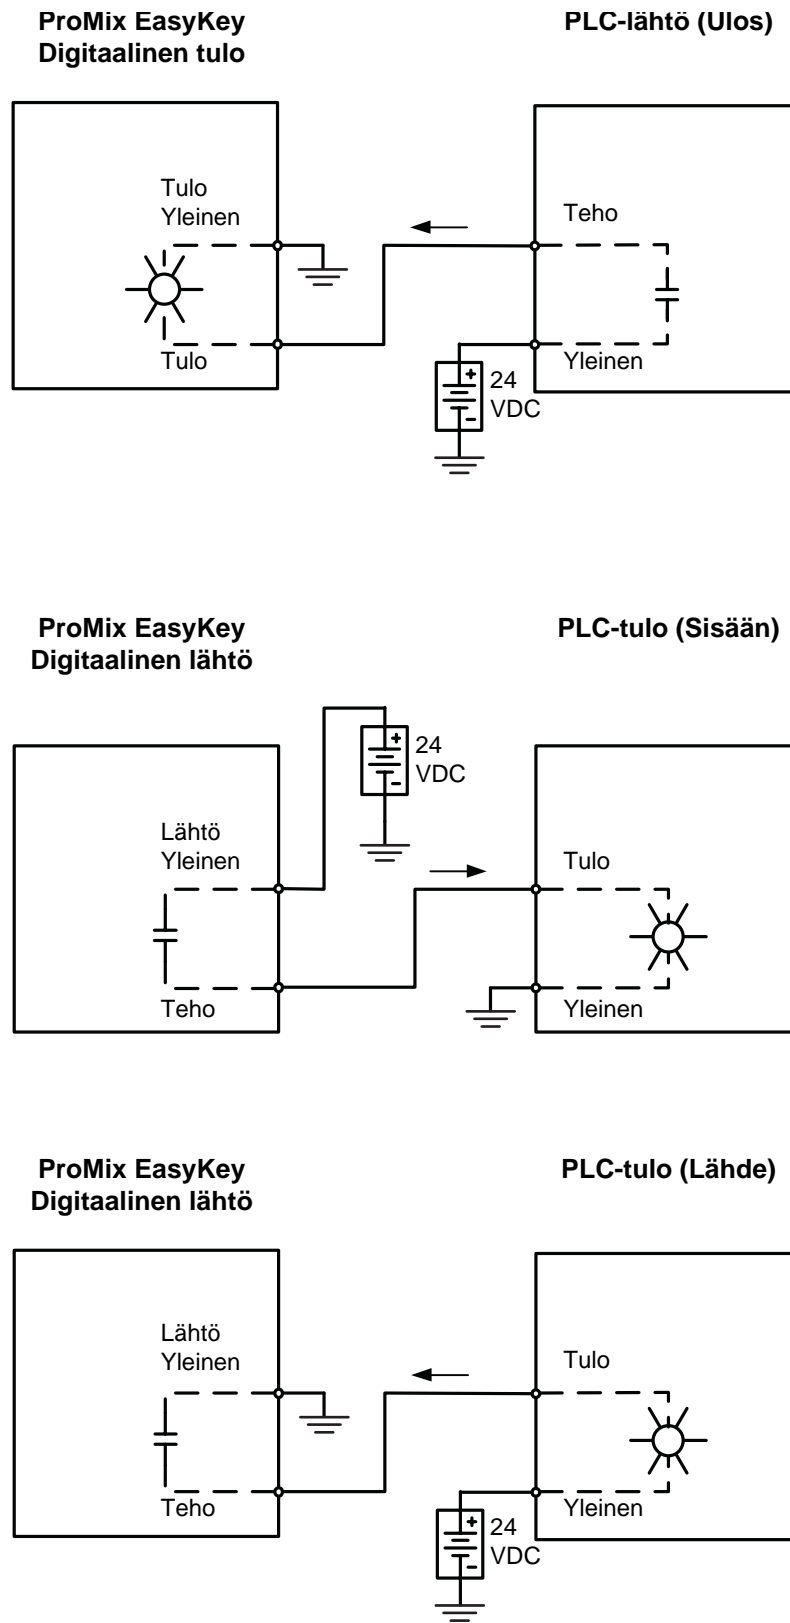 ProMix EasyKey
Digitaalinen tulo
PLC-lähtö (Ulos)
Tulo
Yleinen
Teho
Tulo
Yleinen
+
24
VDC
-
ProMix EasyKey
Digitaalinen lähtö
PLC-tulo (Sisään)
+
24
VDC
-
Lähtö
Yleinen
Tulo
Teho
Yleinen
ProMix EasyKey
Digitaalinen lähtö
PLC-tulo (Lähde)
Lähtö
Yleinen
Tulo
Teho
Yleinen
+
24
VDC
-